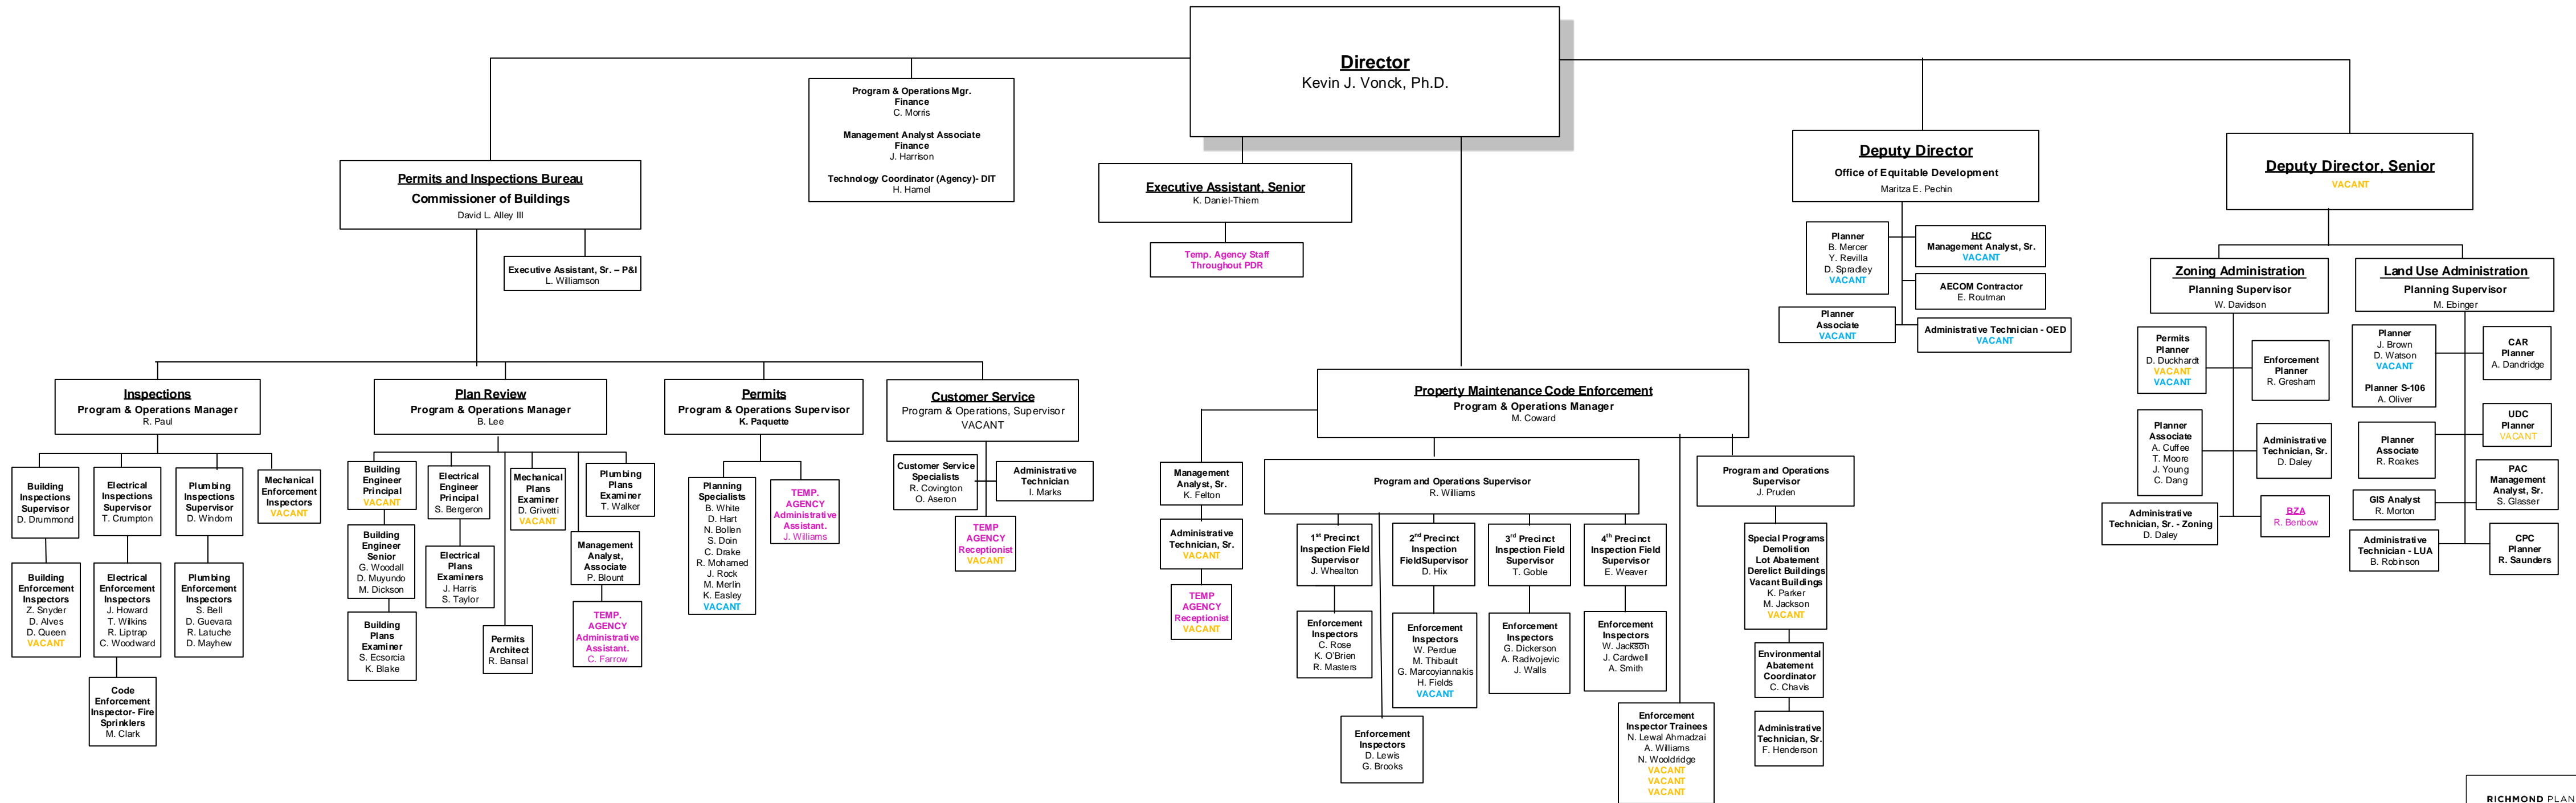 Director
Kevin J. Vonck, Ph.D.
Program & Operations Mgr.
Finance
C. Morris
Management Analyst Associate
Finance
J. Harrison
Technology Coordinator (Agency)- DIT
H. Hamel
Permits and Inspections Bureau
Commissioner of Buildings
David L. Alley III
Executive Assistant, Sr. – P&I
L. Williamson
Executive Assistant, Senior
K. Daniel-Thiem
Temp. Agency Staff
Throughout PDR
Deputy Director
Office of Equitable Development
Maritza E. Pechin
Planner
B. Mercer
Y. Revilla
D. Spradley
VACANT
HCC
Management Analyst, Sr.
VACANT
AECOM Contractor
E. Routman
Planner
Associate
VACANT
Administrative Technician - OED
VACANT
Deputy Director, Senior
VACANT
Zoning Administration
Planning Supervisor
W. Davidson
Permits
Planner
D. Duckhardt
VACANT
VACANT
Enforcement
Planner
R. Gresham
Planner
Associate
A. Cuffee
T. Moore
J. Young
C. Dang
Administrative
Technician, Sr.
D. Daley
Administrative
Technician, Sr. - Zoning
D. Daley
BZA
R. Benbow
Land Use Administration
Planning Supervisor
M. Ebinger
Planner
J. Brown
D. Watson
VACANT
Planner S-106
A. Oliver
CAR
Planner
A. Dandridge
UDC
Planner
VACANT
Planner
Associate
R. Roakes
PAC
Management
Analyst, Sr.
S. Glasser
GIS Analyst
R. Morton
Administrative
Technician - LUA
B. Robinson
CPC
Planner
R. Saunders
Inspections
Program & Operations Manager
R. Paul
Building
Inspections
Supervisor
D. Drummond
Building
Enforcement
Inspectors
Z. Snyder
D. Alves
D. Queen
VACANT
Electrical
Inspections
Supervisor
T. Crumpton
Electrical
Enforcement
Inspectors
J. Howard
T. Wilkins
R. Liptrap
C. Woodward
Code
Enforcement
Inspector- Fire
Sprinklers
M. Clark
Plumbing
Inspections
Supervisor
D. Windom
Plumbing
Enforcement
Inspectors
S. Bell
D. Guevara
R. Latuche
D. Mayhew
Mechanical
Enforcement
Inspectors
VACANT
Plan Review
Program & Operations Manager
B. Lee
Building
Engineer
Principal
VACANT
Building
Engineer
Senior
G. Woodall
D. Muyundo
M. Dickson
Building
Plans
Examiner
S. Ecsorcia
K. Blake
Electrical
Engineer
Principal
S. Bergeron
Electrical
Plans
Examiners
J. Harris
S. Taylor
Mechanical
Plans
Examiner
D. Grivetti
VACANT
Permits
Architect
R. Bansal
Plumbing
Plans
Examiner
T. Walker
Management
Analyst,
Associate
P. Blount
TEMP.
AGENCY
Administrative
Assistant.
C. Farrow
Permits
Program & Operations Supervisor
K. Paquette
Planning
Specialists
B. White
D. Hart
N. Bollen
S. Doin
C. Drake
R. Mohamed
J. Rock
M. Merlin
K. Easley
VACANT
TEMP.
AGENCY
Administrative
Assistant.
J. Williams
Customer Service
Program & Operations, Supervisor
VACANT
Customer Service
Specialists
R. Covington
O. Aseron
Administrative
Technician
I. Marks
TEMP
AGENCY
Receptionist
VACANT
Property Maintenance Code Enforcement
Program & Operations Manager
M. Coward
Management
Analyst, Sr.
K. Felton
Administrative
Technician, Sr.
VACANT
TEMP
AGENCY
Receptionist
VACANT
Program and Operations Supervisor
R. Williams
1st Precinct
Inspection Field
Supervisor
J. Whealton
Enforcement
Inspectors
C. Rose
K. O'Brien
R. Masters
2nd Precinct
Inspection
FieldSupervisor
D. Hix
Enforcement
Inspectors
W. Perdue
M. Thibault
G. Marcoyiannakis
H. Fields
VACANT
3rd Precinct
Inspection Field
Supervisor
T. Goble
Enforcement
Inspectors
G. Dickerson
A. Radivojevic
J. Walls
4th Precinct
Inspection Field
Supervisor
E. Weaver
Enforcement
Inspectors
W. Jackson
J. Cardwell
A. Smith
Enforcement
Inspectors
D. Lewis
G. Brooks
Enforcement
Inspector Trainees
N. Lewal Ahmadzai
A. Williams
N. Wooldridge
VACANT
VACANT
VACANT
Program and Operations
Supervisor
J. Pruden
Special Programs
Demolition
Lot Abatement
Derelict Buildings
Vacant Buildings
K. Parker
M. Jackson
VACANT
Environmental
Abatement
Coordinator
C. Chavis
Administrative
Technician, Sr.
F. Henderson
RICHMOND PLAN